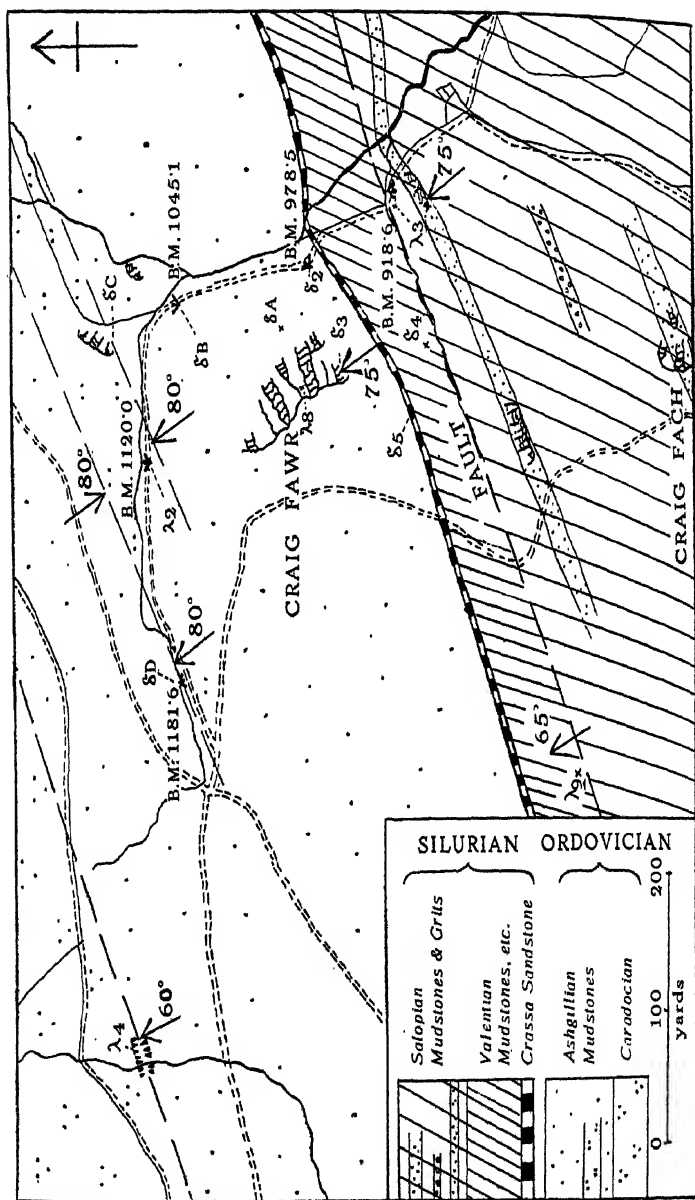 δC
B.M. 1045·1
B.M. 978·5
80°
B.M. 1120·0
80°
δB
δA
δ2
δ3
λ2
λ8
75°
CRAIG FAWR
B.M. 918·6
λ3
75°
δ4
δ5
FAULT
δD
80°
B.M. 1181·6
CRAIG FACH
λ4
60°
65°
λ9
SILURIAN
ORDOVICIAN
Salopian
Mudstones & Grits
Valentian
Mudstones, etc.
Crassa Sandstone
Ashgillian
Mudstones
Caradocian
0 100 200
yards